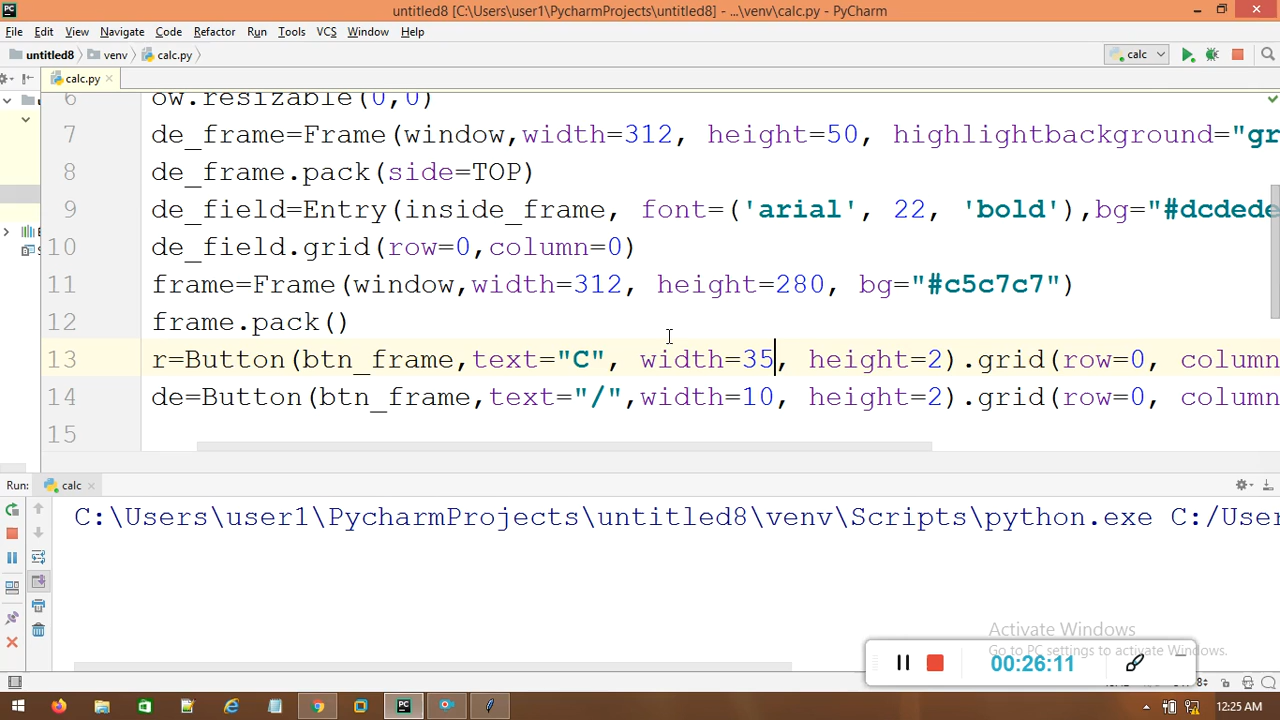 untitled8 [C:\Users\user1\PycharmProjects\untitled8] - ...\venv\calc.py - PyCharm
File Edit View Navigate Code Refactor Run Tools VCS Window Help
untitled8 venv calc.py calc
calc.py
6 ow.resizable(0,0)
7 de_frame=Frame(window,width=312, height=50, highlightbackground="gr
8 de_frame.pack(side=TOP)
9 de_field=Entry(inside_frame, font=('arial', 22, 'bold'),bg="#dcdede
10 de_field.grid(row=0,column=0)
11 frame=Frame(window,width=312, height=280, bg="#c5c7c7")
12 frame.pack()
13 r=Button(btn_frame,text="C", width=35, height=2).grid(row=0, column
14 de=Button(btn_frame,text="/",width=10, height=2).grid(row=0, column
15
Run: calc
C:\Users\user1\PycharmProjects\untitled8\venv\Scripts\python.exe C:/User
Activate Windows
Go to PC settings to activate Windows.
00:26:11
12:25 AM